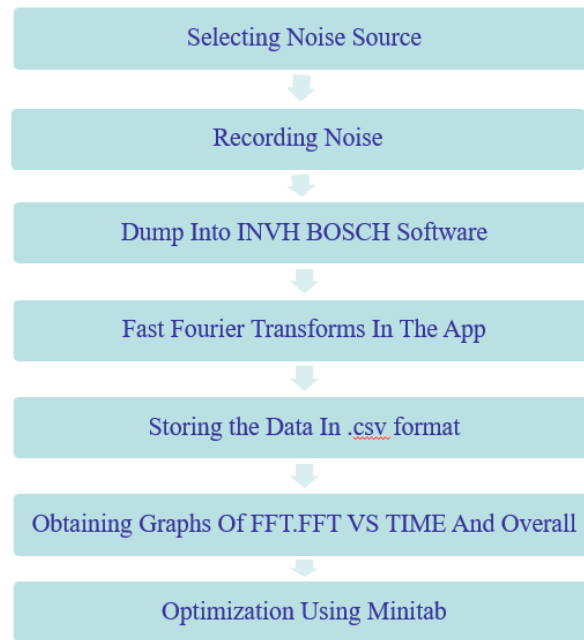 Selecting Noise Source
Recording Noise
Dump Into INVH BOSCH Software
Fast Fourier Transforms In The App
Storing the Data In .csv format
Obtaining Graphs Of FFT.FFT VS TIME And Overall
Optimization Using Minitab